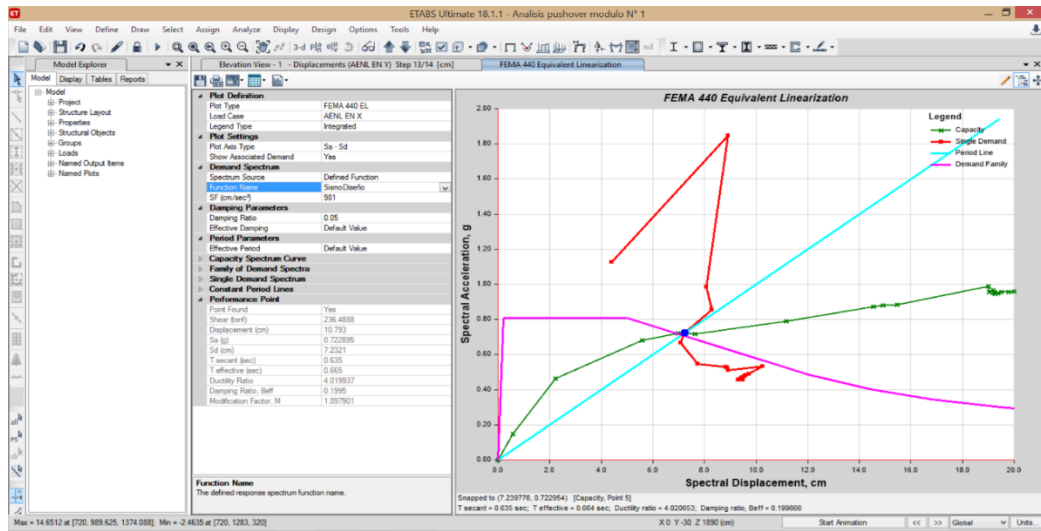 ETABS Ultimate 18.1.1 - Analisis pushover modulo N° 1
File Edit View Define Draw Select Assign Analyze Display Design Options Tools Help
Model Explorer
Model Display Tables Reports
Model
Project
Structure Layout
Properties
Structural Objects
Groups
Loads
Named Output Items
Named Plots
Elevation View - 1 - Displacements (AENL EN Y) Step 13/14 [cm]
FEMA 440 Equivalent Linearization
Plot Definition
Plot Type FEMA 440 EL
Load Case AENL EN X
Legend Type Integrated
Plot Settings
Plot Axis Type Sa - Sd
Show Associated Demand Yes
Demand Spectrum
Spectrum Source Defined Function
Function Name SismoDiseño
SF (cm/sec²) 981
Damping Parameters
Damping Ratio 0.05
Effective Damping Default Value
Period Parameters
Effective Period Default Value
Capacity Spectrum Curve
Family of Demand Spectra
Single Demand Spectrum
Constant Period Lines
Performance Point
Point Found Yes
Shear (tonf) 236.4888
Displacement (cm) 10.793
Sa (g) 0.722895
Sd (cm) 7.2321
T secant (sec) 0.635
T effective (sec) 0.665
Ductility Ratio 4.019937
Damping Ratio, Beff 0.1995
Modification Factor, M 1.097901
Function Name
The defined response spectrum function name.
FEMA 440 Equivalent Linearization
Legend
Capacity
Single Demand
Period Line
Demand Family
Spectral Acceleration, g
2.00
1.80
1.60
1.40
1.20
1.00
0.80
0.60
0.40
0.20
0.00
0.0 2.0 4.0 6.0 8.0 10.0 12.0 14.0 16.0 18.0 20.0
Spectral Displacement, cm
Snapped to (7.239776, 0.722954) [Capacity, Point 5]
T secant = 0.635 sec; T effective = 0.664 sec; Ductility ratio = 4.020653; Damping ratio, Beff = 0.199666
Max = 14.6512 at [720, 989.625, 1374.088]; Min = -2.4635 at [720, 1283, 320]
X 0 Y -30 Z 1890 (cm)
Start Animation << >> Global Units...